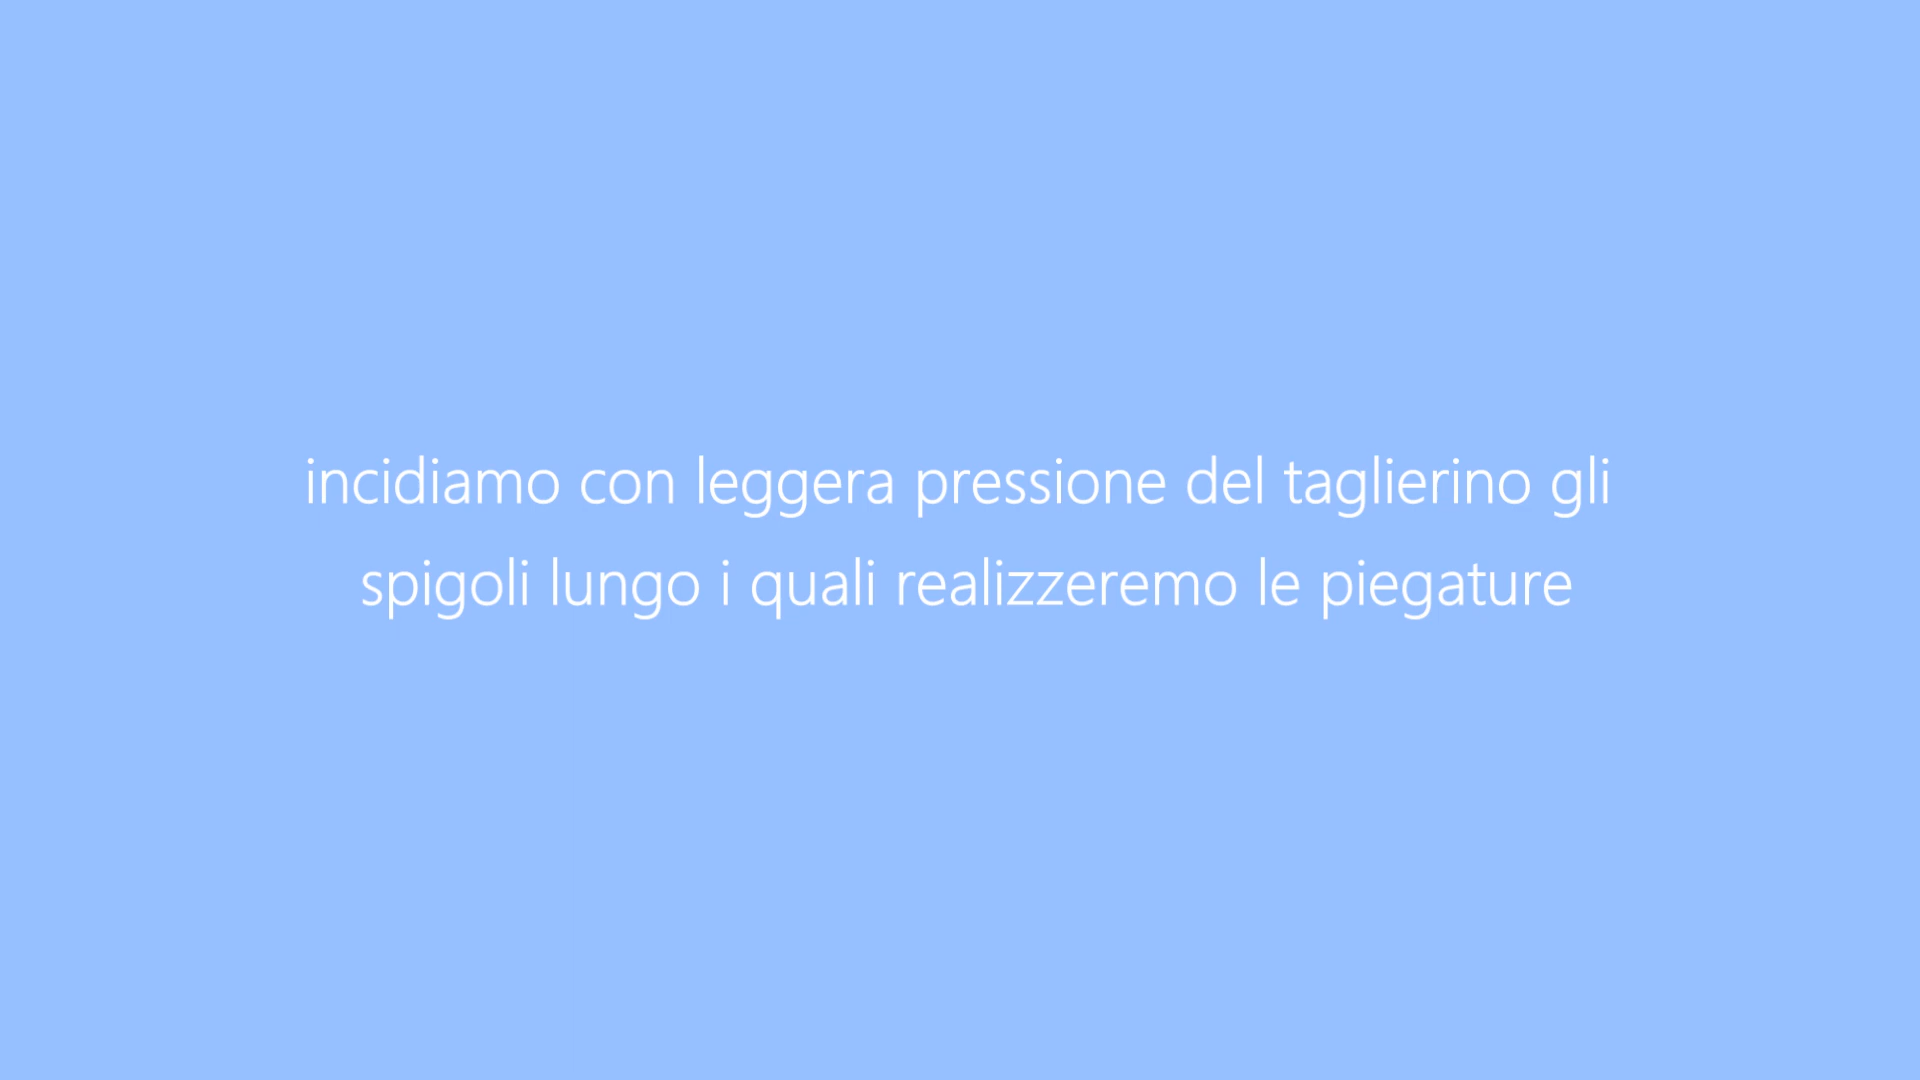 incidiamo con leggera pressione del taglierino gli
spigoli lungo i quali realizzeremo le piegature